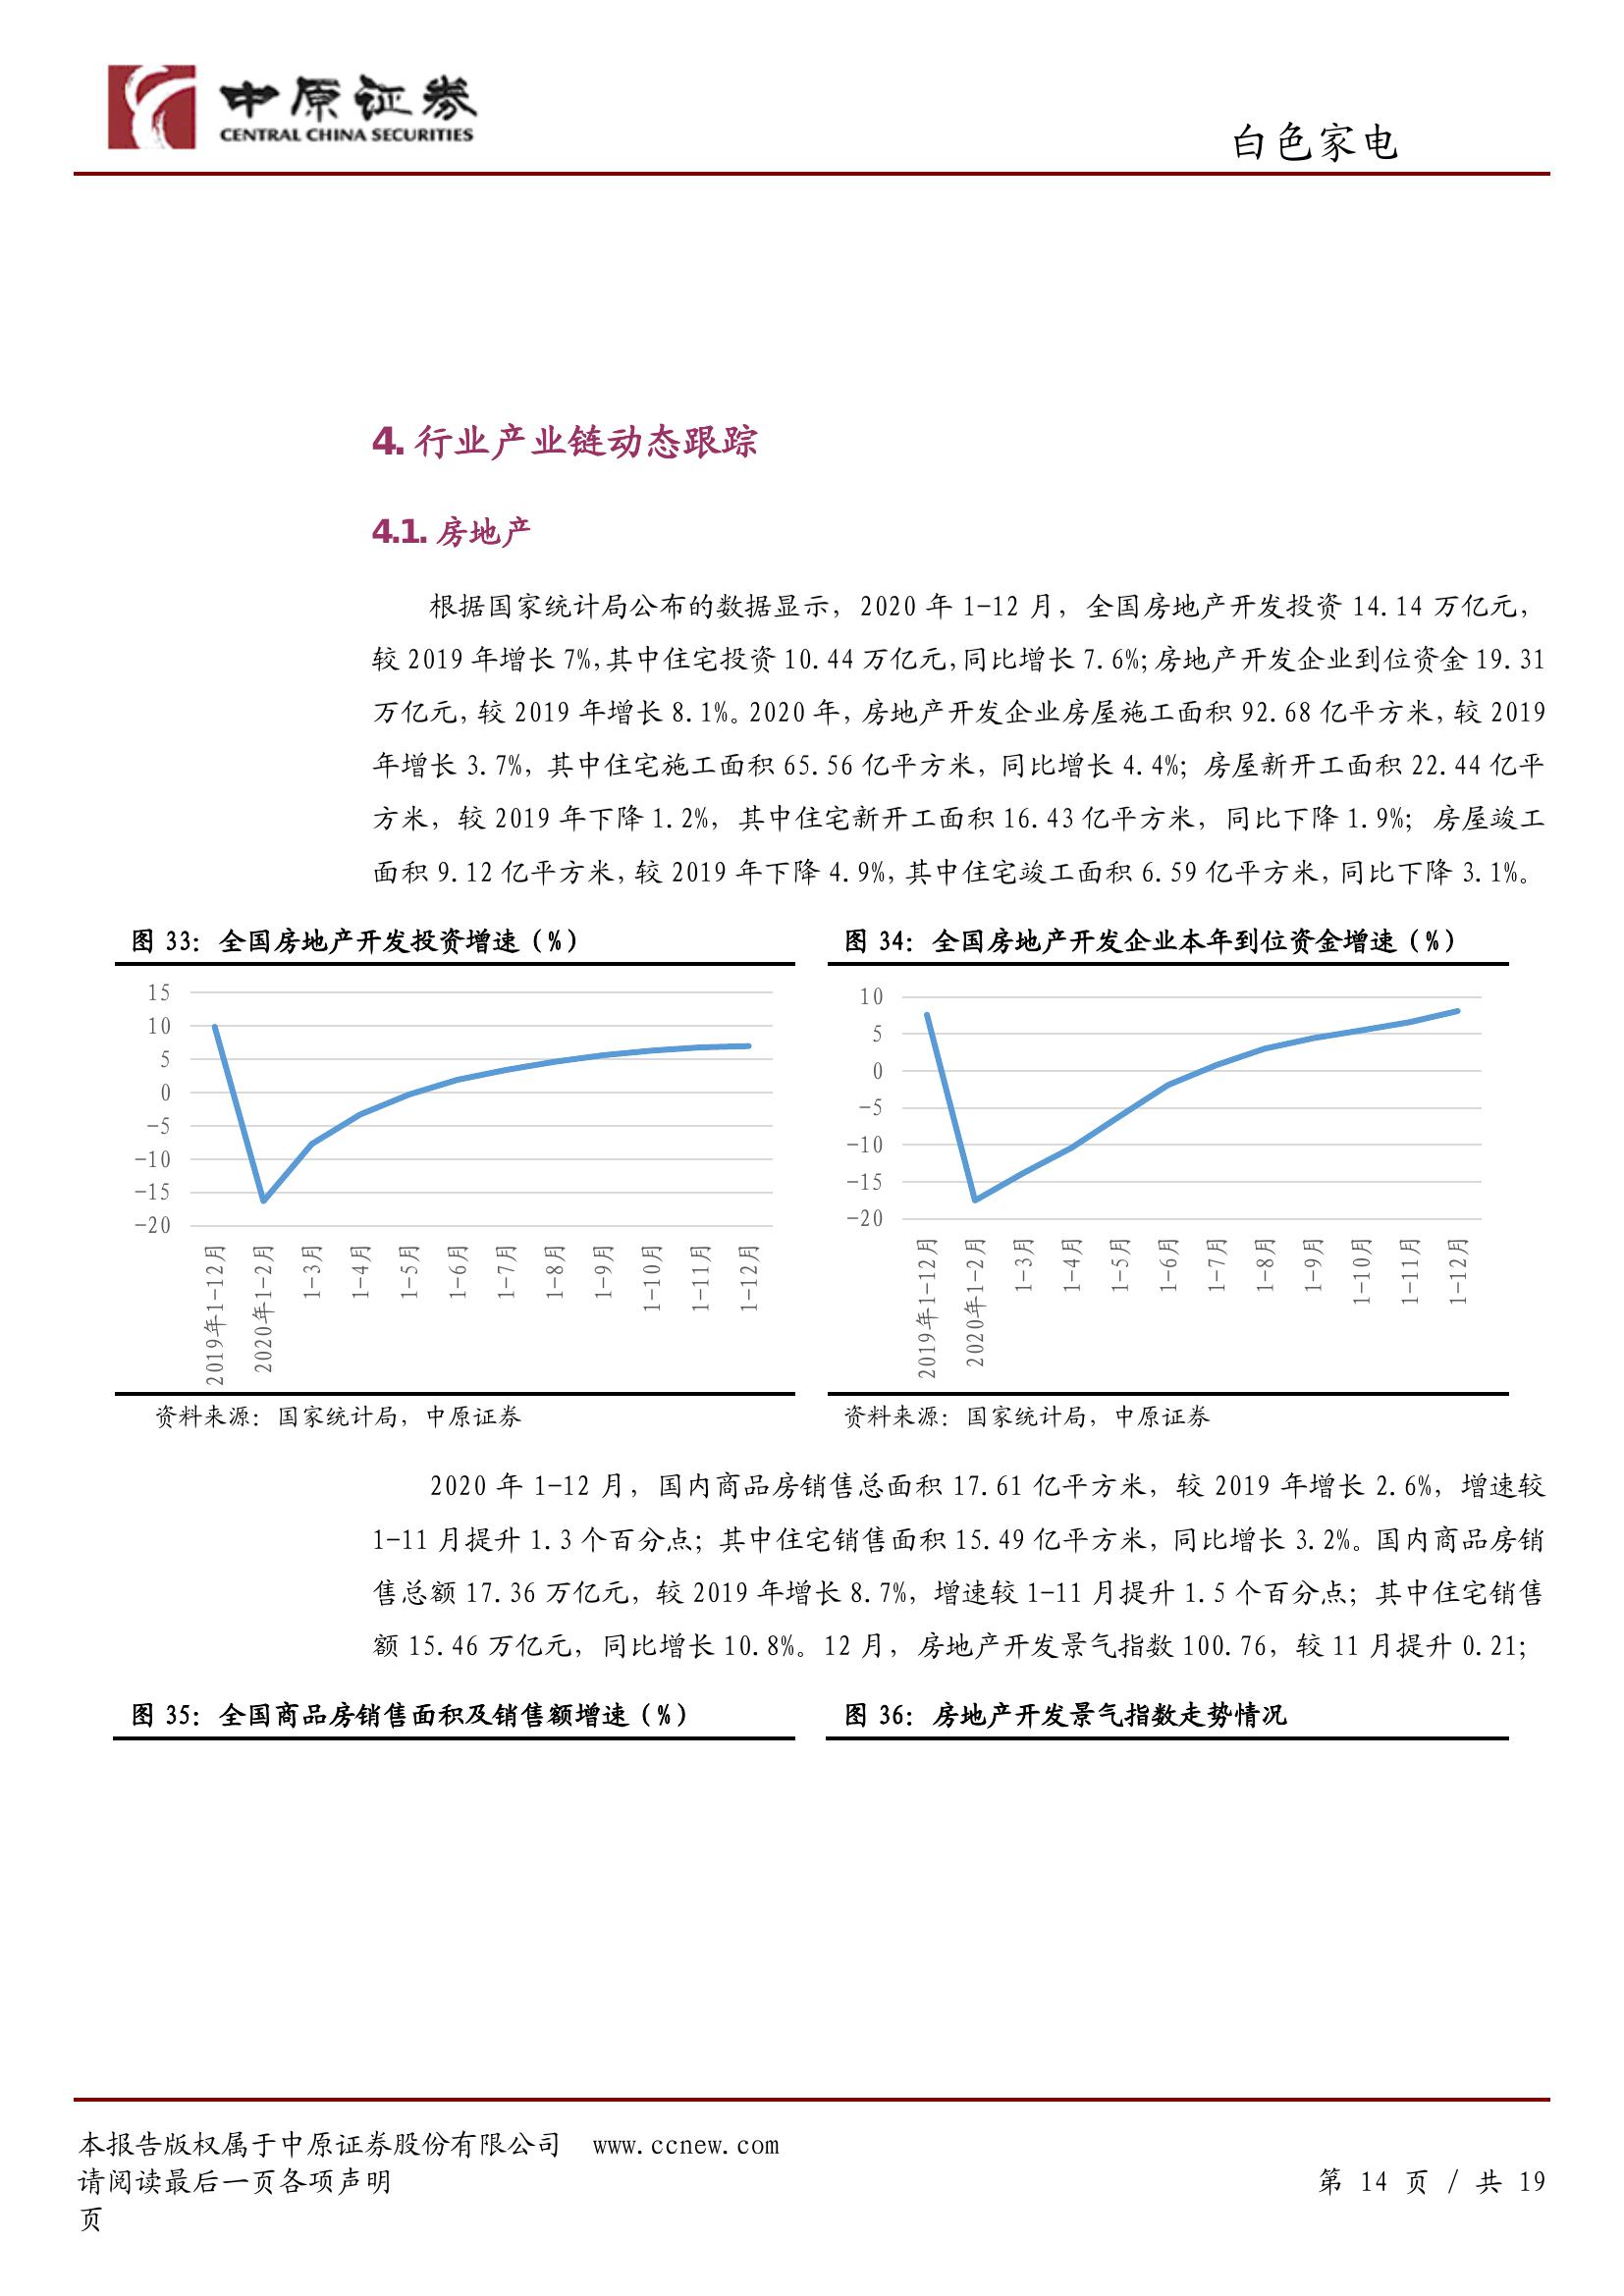 中原证券
CENTRAL CHINA SECURITIES
白色家电
4. 行业产业链动态跟踪
4.1. 房地产
根据国家统计局公布的数据显示，2020 年 1-12 月，全国房地产开发投资 14.14 万亿元，
较 2019 年增长 7%，其中住宅投资 10.44 万亿元，同比增长 7.6%；房地产开发企业到位资金 19.31
万亿元，较 2019 年增长 8.1%。2020 年，房地产开发企业房屋施工面积 92.68 亿平方米，较 2019
年增长 3.7%，其中住宅施工面积 65.56 亿平方米，同比增长 4.4%；房屋新开工面积 22.44 亿平
方米，较 2019 年下降 1.2%，其中住宅新开工面积 16.43 亿平方米，同比下降 1.9%；房屋竣工
面积 9.12 亿平方米，较 2019 年下降 4.9%，其中住宅竣工面积 6.59 亿平方米，同比下降 3.1%。
图 33：全国房地产开发投资增速（%）
15
10
5
0
-5
-10
-15
-20
2019年1-12月
2020年1-2月
1-3月
1-4月
1-5月
1-6月
1-7月
1-8月
1-9月
1-10月
1-11月
1-12月
资料来源：国家统计局，中原证券
图 34：全国房地产开发企业本年到位资金增速（%）
10
5
0
-5
-10
-15
-20
2019年1-12月
2020年1-2月
1-3月
1-4月
1-5月
1-6月
1-7月
1-8月
1-9月
1-10月
1-11月
1-12月
资料来源：国家统计局，中原证券
2020 年 1-12 月，国内商品房销售总面积 17.61 亿平方米，较 2019 年增长 2.6%，增速较
1-11 月提升 1.3 个百分点；其中住宅销售面积 15.49 亿平方米，同比增长 3.2%。国内商品房销
售总额 17.36 万亿元，较 2019 年增长 8.7%，增速较 1-11 月提升 1.5 个百分点；其中住宅销售
额 15.46 万亿元，同比增长 10.8%。12 月，房地产开发景气指数 100.76，较 11 月提升 0.21；
图 35：全国商品房销售面积及销售额增速（%）
图 36：房地产开发景气指数走势情况
本报告版权属于中原证券股份有限公司 www.ccnew.com
请阅读最后一页各项声明
第 14 页 / 共 19
页